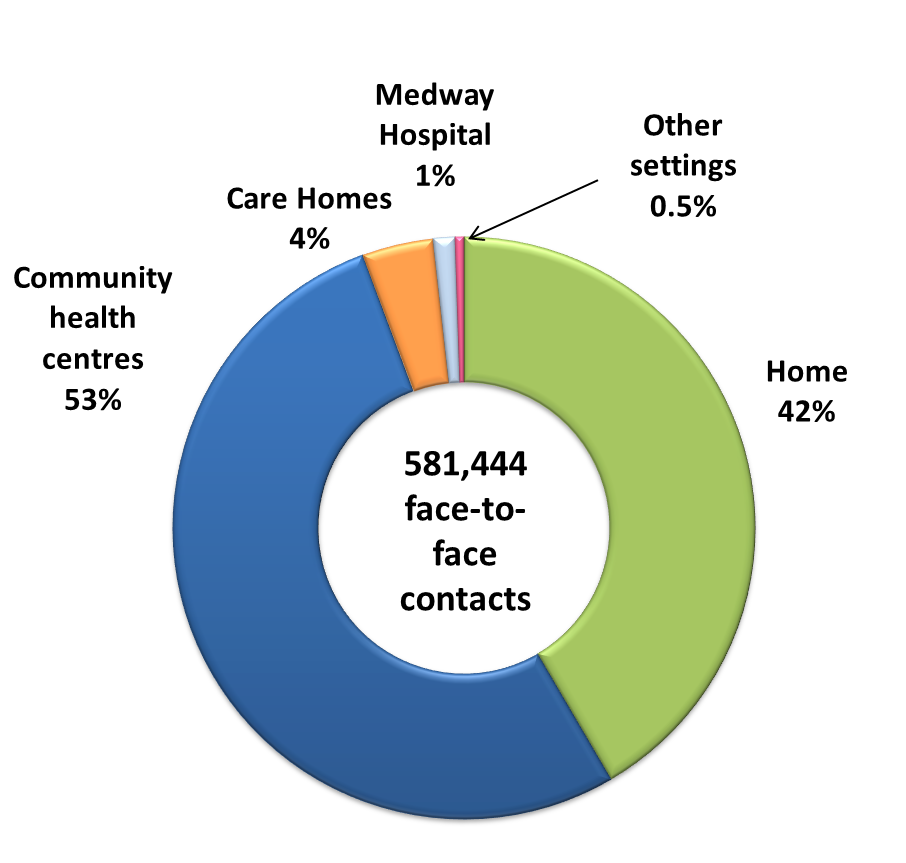 Medway
Hospital
1%
Other
settings
0.5%
Care Homes
4%
Community
health
centres
53%
Home
42%
581,444
face-to-
face
contacts